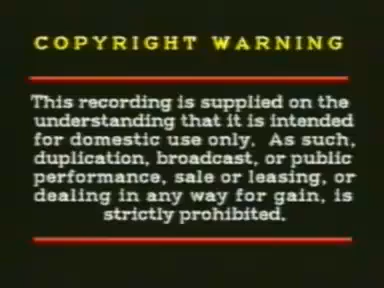 COPYRIGHT WARNING
This recording is supplied on the
understanding that it is intended
for domestic use only. As such,
duplication, broadcast, or public
performance, sale or leasing, or
dealing in any way for gain, is
strictly prohibited.